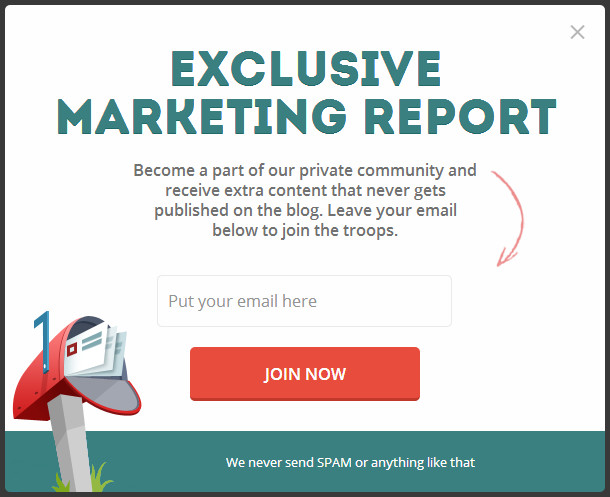 EXCLUSIVE
MARKETING REPORT
Become a part of our private community and
receive extra content that never gets
published on the blog. Leave your email
below to join the troops.
Put your email here
JOIN NOW
We never send SPAM or anything like that